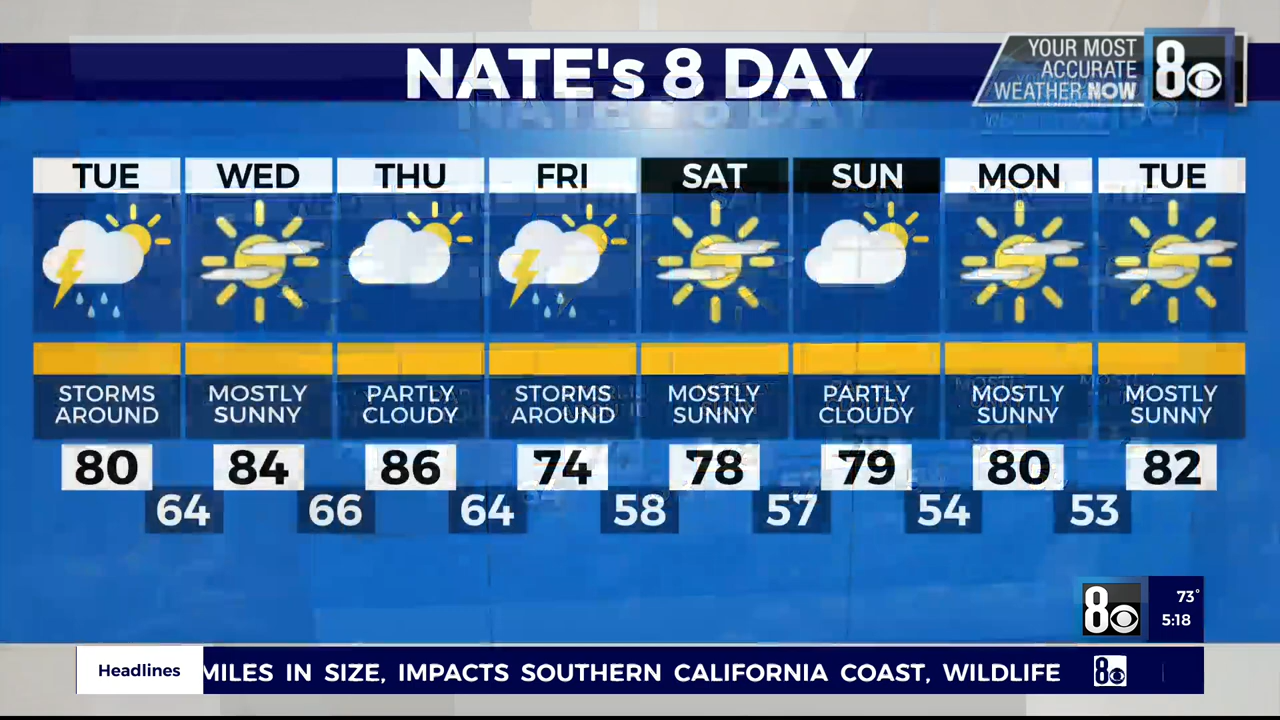 NATE's 8 DAY
YOUR MOST
ACCURATE
WEATHER NOW
8
TUE WED THU FRI SAT SUN MON TUE
STORMS AROUND
MOSTLY SUNNY
PARTLY CLOUDY
STORMS AROUND
MOSTLY SUNNY
PARTLY CLOUDY
MOSTLY SUNNY
MOSTLY SUNNY
80 84 86 74 78 79 80 82
64 66 64 58 57 54 53
8
73°
5:18
Headlines
MILES IN SIZE, IMPACTS SOUTHERN CALIFORNIA COAST, WILDLIFE
8